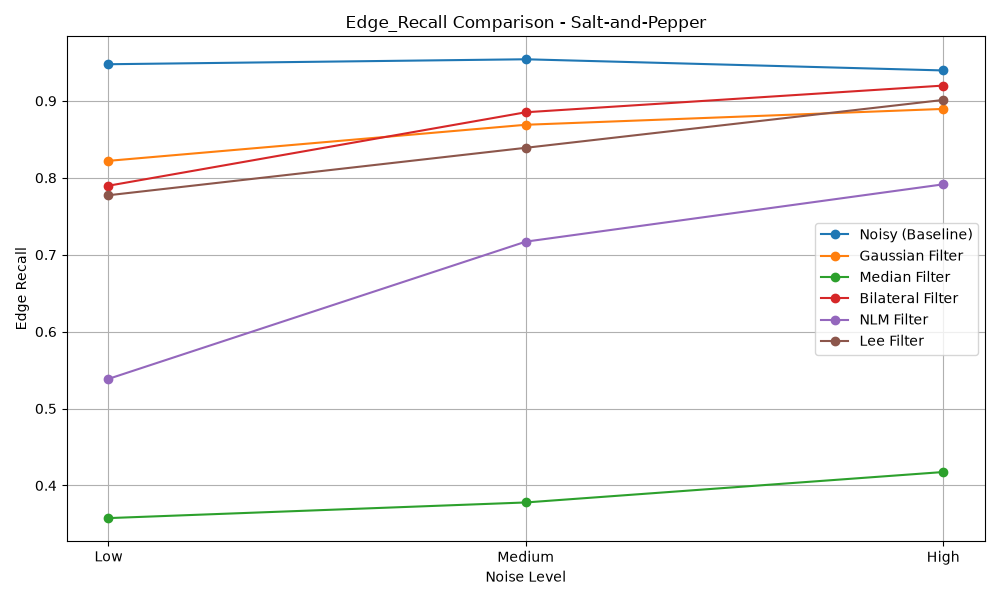 Edge_Recall Comparison - Salt-and-Pepper
Edge Recall
0.9
0.8
0.7
0.6
0.5
0.4
Noisy (Baseline)
Gaussian Filter
Median Filter
Bilateral Filter
NLM Filter
Lee Filter
Low
Medium
High
Noise Level